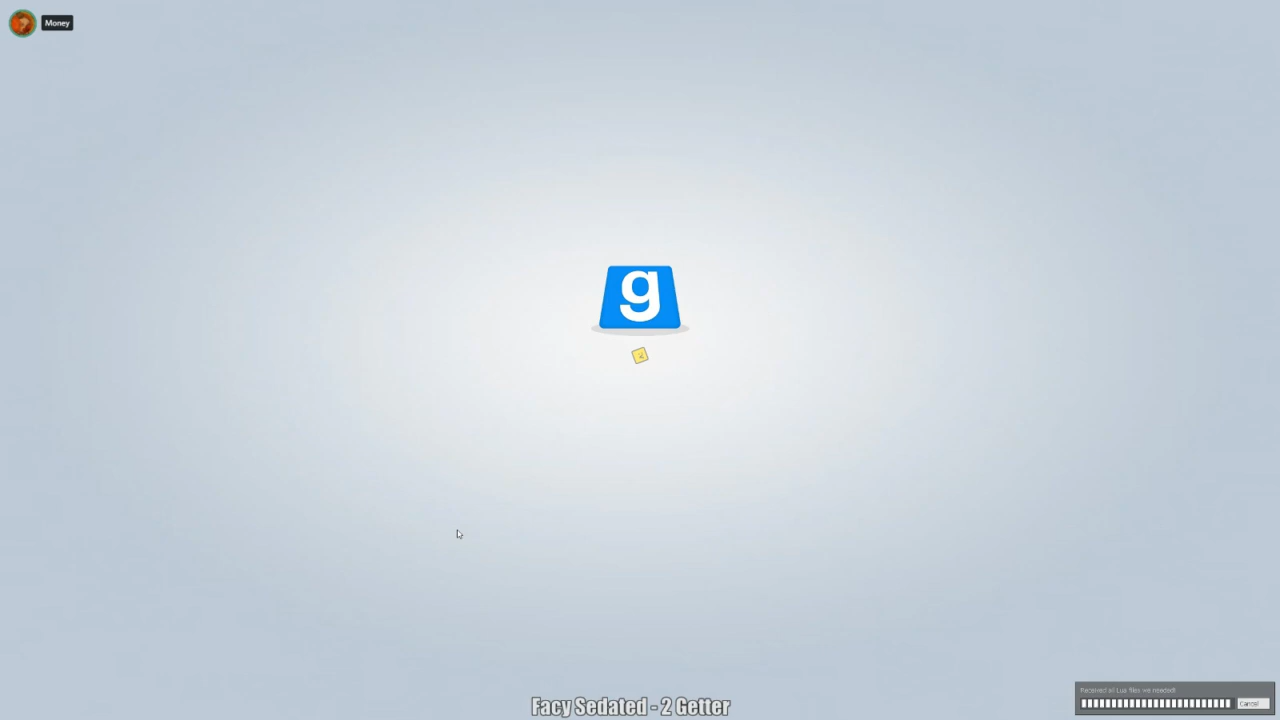 Money
g
Received all Lua files we needed!
Cancel
Facy Sedated - 2 Getter